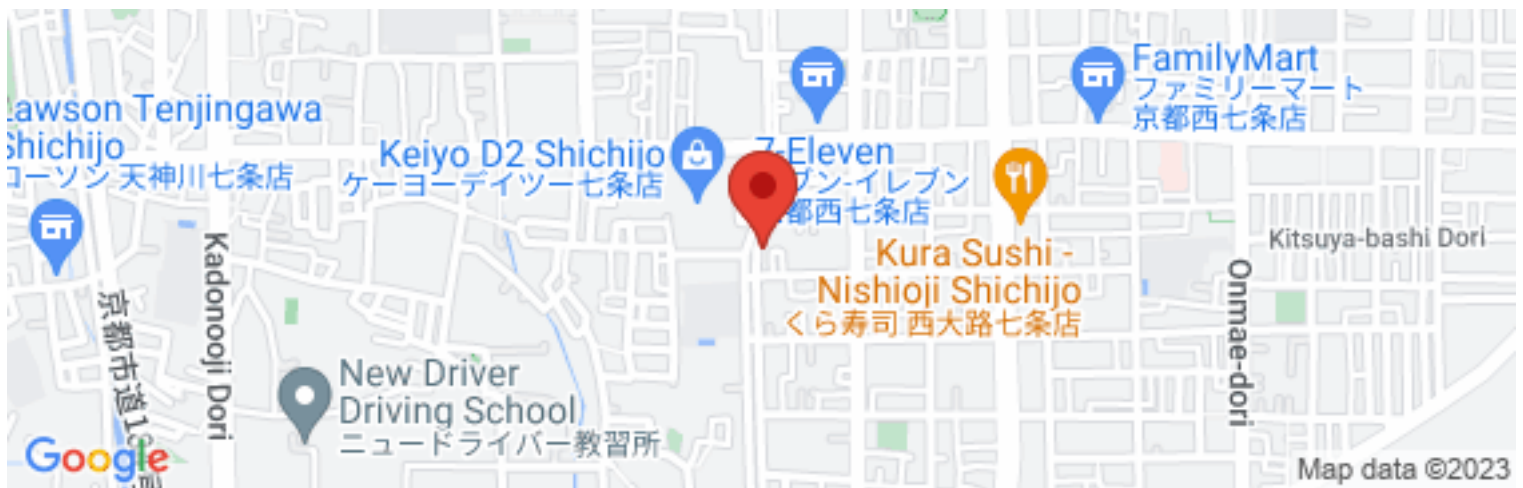 FamilyMart
ファミリーマート
京都西七条店
Lawson Tenjingawa
Shichijo
ローソン 天神川七条店
Keiyo D2 Shichijo
ケーヨーデイツー七条店
7-Eleven
ブン-イレブン
都西七条店
Kitsuya-bashi Dori
Kura Sushi -
Nishioji Shichijo
くら寿司 西大路七条店
Kadonooji Dori
京都市道1
Onmae-dori
New Driver
Driving School
ニュードライバー教習所
Google
Map data ©2023